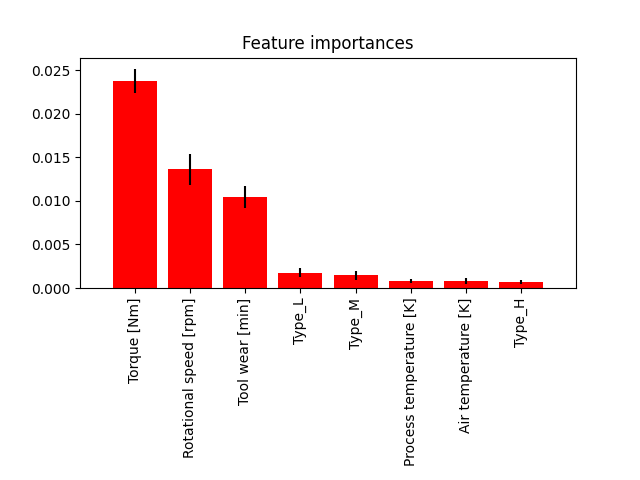 Feature importances
0.025
0.020
0.015
0.010
0.005
0.000
Torque [Nm]
Rotational speed [rpm]
Tool wear [min]
Type_L
Type_M
Process temperature [K]
Air temperature [K]
Type_H